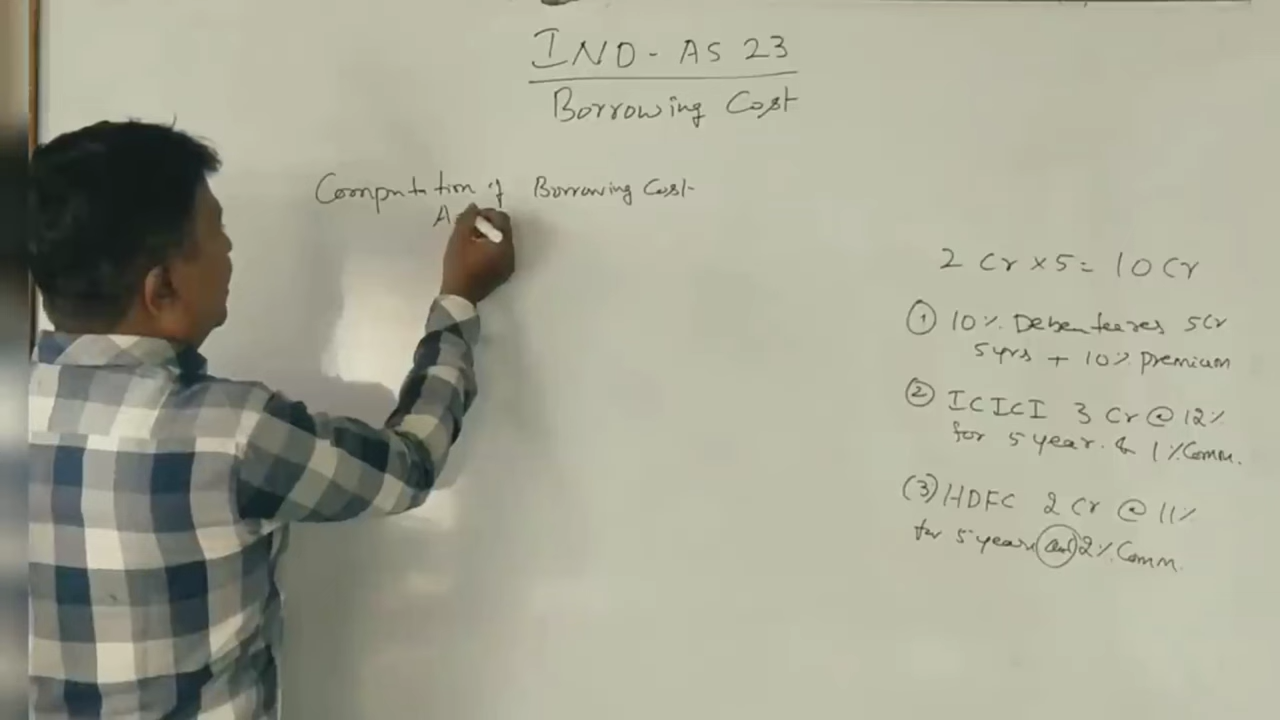 IND-AS 23
Borrowing Cost
Computation of Borrowing Cost
A
2 Cr x 5 = 10 Cr
① 10% Debenteares 5Cr
5yrs + 10% Premium
② ICICI 3 Cr @ 12%
for 5 year. & 1% Comm.
(3) HDFC 2 Cr @ 11%
for 5 years and 2% Comm.